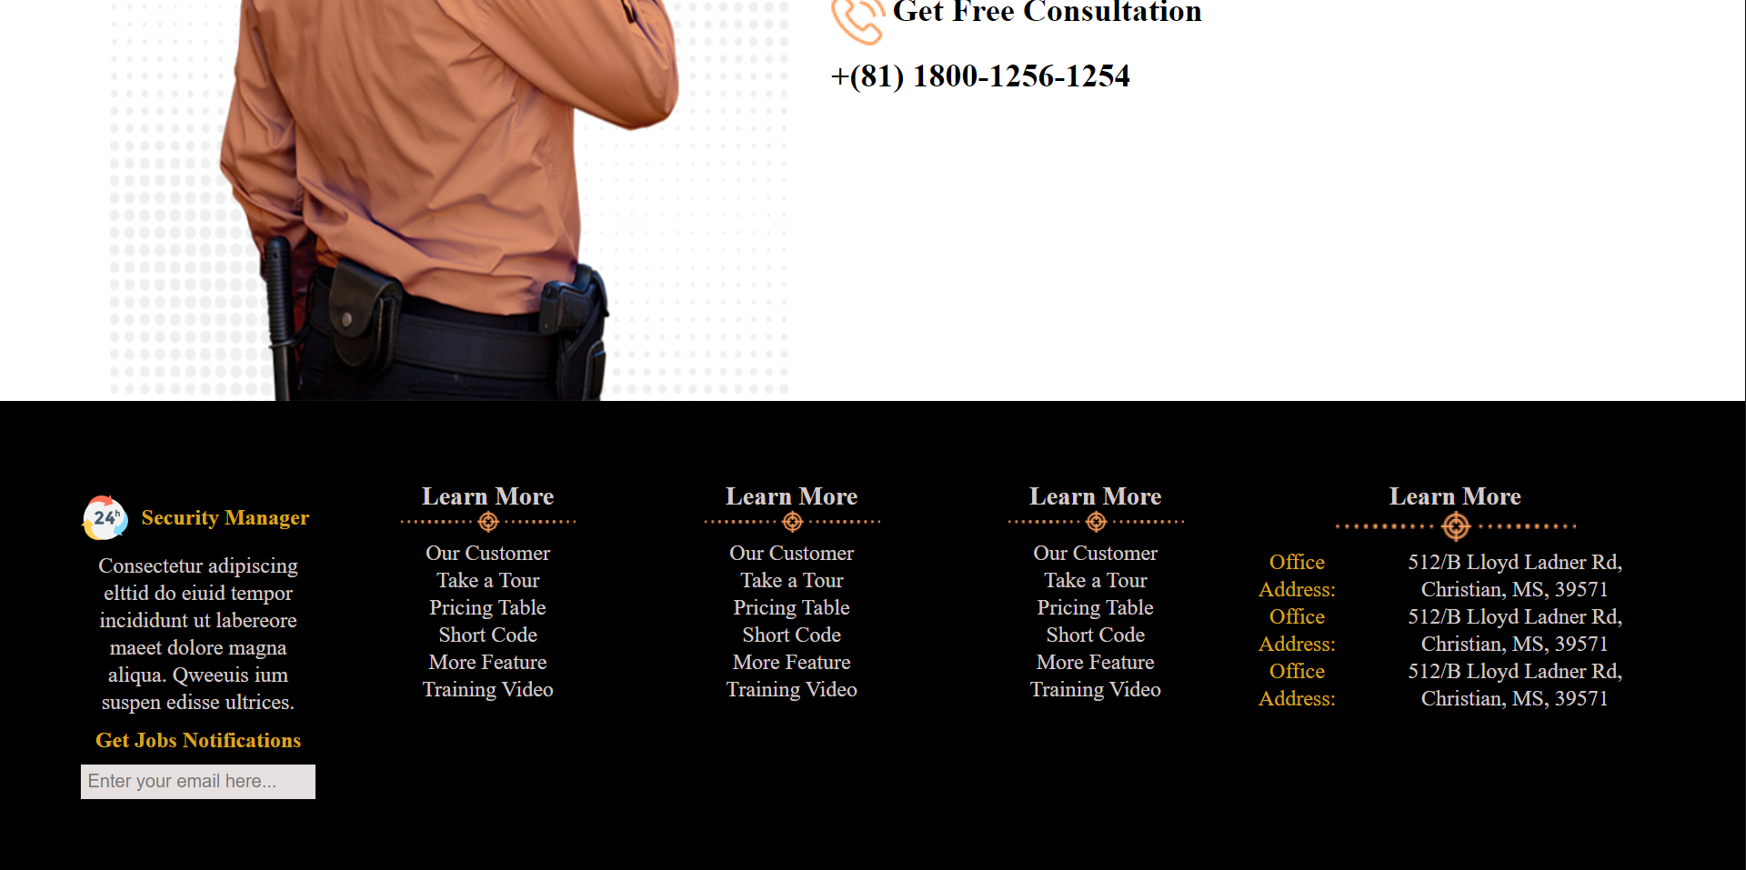 Get Free Consultation
+(81) 1800-1256-1254
24h
Security Manager
Consectetur adipiscing
elttid do eiuid tempor
incididunt ut labereore
maeet dolore magna
aliqua. Qweeuis ium
suspen edisse ultrices.
Get Jobs Notifications
Enter your email here...
Learn More
Our Customer
Take a Tour
Pricing Table
Short Code
More Feature
Training Video
Learn More
Our Customer
Take a Tour
Pricing Table
Short Code
More Feature
Training Video
Learn More
Our Customer
Take a Tour
Pricing Table
Short Code
More Feature
Training Video
Learn More
Office 512/B Lloyd Ladner Rd,
Address: Christian, MS, 39571
Office 512/B Lloyd Ladner Rd,
Address: Christian, MS, 39571
Office 512/B Lloyd Ladner Rd,
Address: Christian, MS, 39571